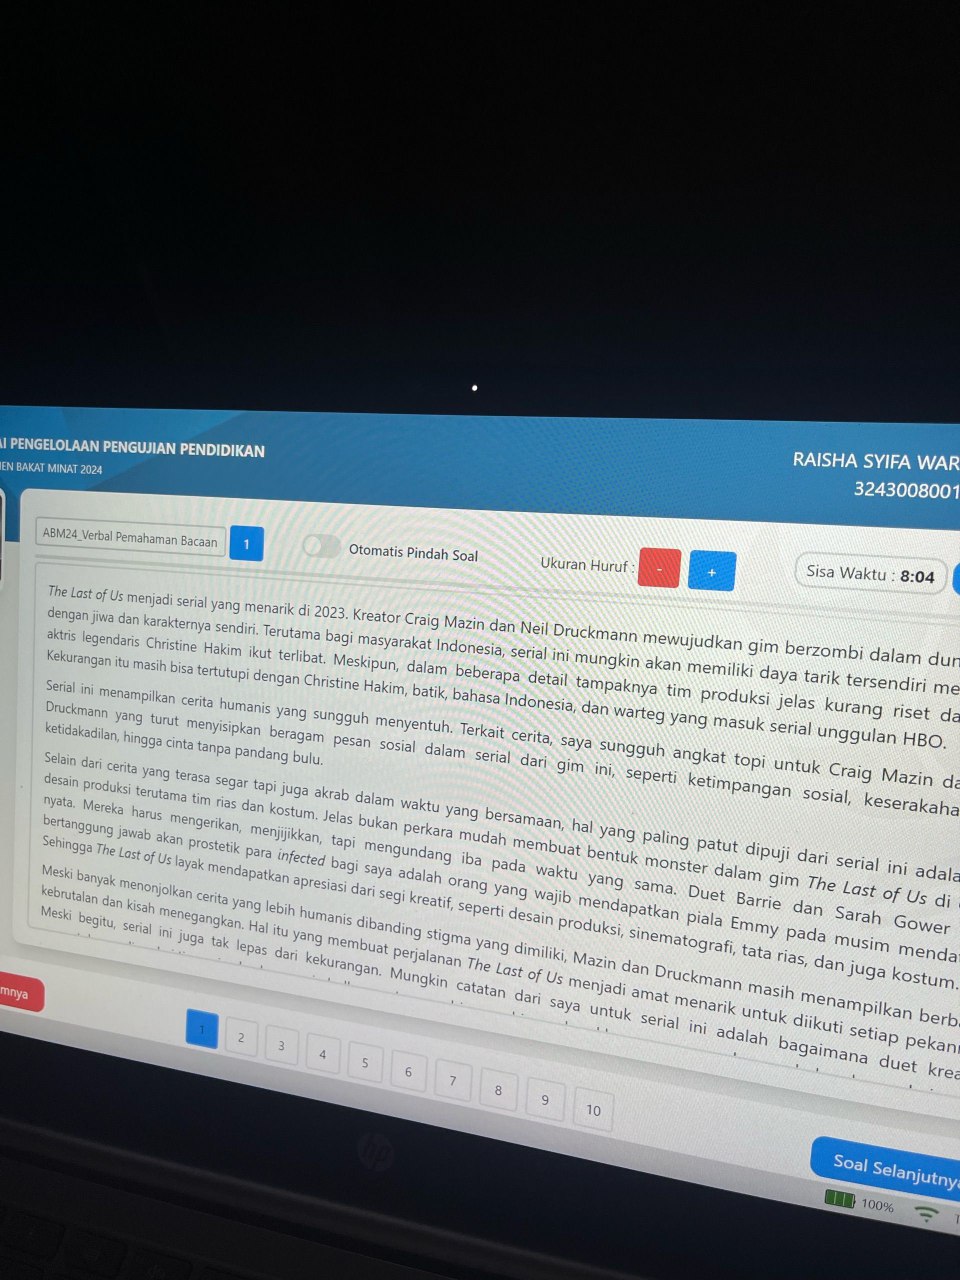 AI PENGELOLAAN PENGUJIAN PENDIDIKAN
MEN BAKAT MINAT 2024
RAISHA SYIFA WAR
3243008001
ABM24_Verbal Pemahaman Bacaan
1
Otomatis Pindah Soal
Ukuran Huruf :
-
+
Sisa Waktu : 8:04
The Last of Us menjadi serial yang menarik di 2023. Kreator Craig Mazin dan Neil Druckmann mewujudkan gim berzombi dalam dun
dengan jiwa dan karakternya sendiri. Terutama bagi masyarakat Indonesia, serial ini mungkin akan memiliki daya tarik tersendiri me
aktris legendaris Christine Hakim ikut terlibat. Meskipun, dalam beberapa detail tampaknya tim produksi jelas kurang riset da
Kekurangan itu masih bisa tertutupi dengan Christine Hakim, batik, bahasa Indonesia, dan warteg yang masuk serial unggulan HBO.
Serial ini menampilkan cerita humanis yang sungguh menyentuh. Terkait cerita, saya sungguh angkat topi untuk Craig Mazin da
Druckmann yang turut menyisipkan beragam pesan sosial dalam serial dari gim ini, seperti ketimpangan sosial, keserakaha
ketidakadilan, hingga cinta tanpa pandang bulu.
Selain dari cerita yang terasa segar tapi juga akrab dalam waktu yang bersamaan, hal yang paling patut dipuji dari serial ini adala
desain produksi terutama tim rias dan kostum. Jelas bukan perkara mudah membuat bentuk monster dalam gim The Last of Us di
nyata. Mereka harus mengerikan, menjijikkan, tapi mengundang iba pada waktu yang sama. Duet Barrie dan Sarah Gower
bertanggung jawab akan prostetik para infected bagi saya adalah orang yang wajib mendapatkan piala Emmy pada musim menda
Sehingga The Last of Us layak mendapatkan apresiasi dari segi kreatif, seperti desain produksi, sinematografi, tata rias, dan juga kostum.
Meski banyak menonjolkan cerita yang lebih humanis dibanding stigma yang dimiliki, Mazin dan Druckmann masih menampilkan berb
kebrutalan dan kisah menegangkan. Hal itu yang membuat perjalanan The Last of Us menjadi amat menarik untuk diikuti setiap pekann
Meski begitu, serial ini juga tak lepas dari kekurangan. Mungkin catatan dari saya untuk serial ini adalah bagaimana duet krea
mnya
1
2
3
4
5
6
7
8
9
10
Soal Selanjutny
100%
hp